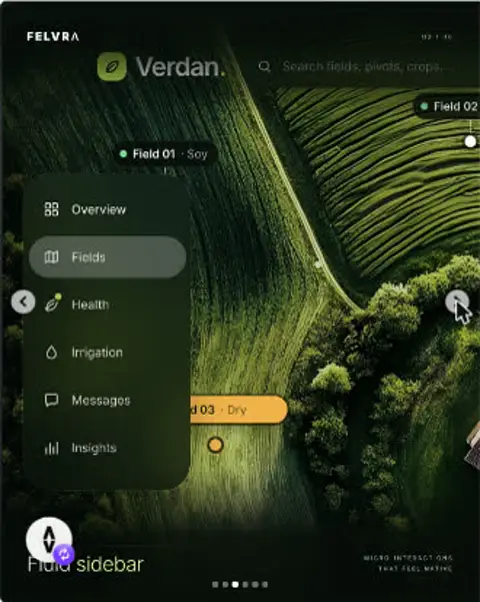 FELVRA
Verdan.
Search fields, pivots, crops...
Field 02
Field 01 · Soy
Overview
Fields
Health
Irrigation
Messages
Insights
d 03 · Dry
Fluid sidebar
MICRO INTERACTIONS
THAT FEEL NATIVE